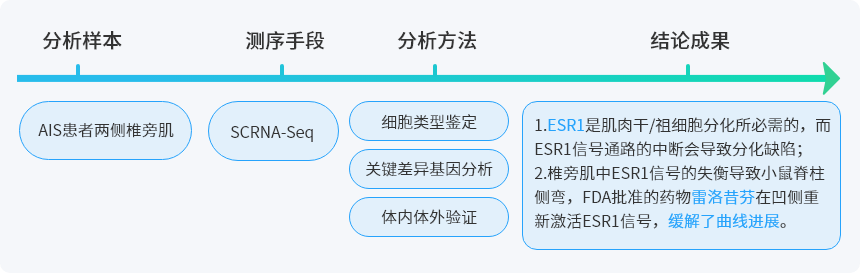 分析样本
测序手段
分析方法
结论成果
AIS患者两侧椎旁肌
SCRNA-Seq
细胞类型鉴定
关键差异基因分析
体内体外验证
1.ESR1是肌肉干/祖细胞分化所必需的，而
ESR1信号通路的中断会导致分化缺陷；
2.椎旁肌中ESR1信号的失衡导致小鼠脊柱
侧弯，FDA批准的药物雷洛昔芬在凹侧重
新激活ESR1信号，缓解了曲线进展。